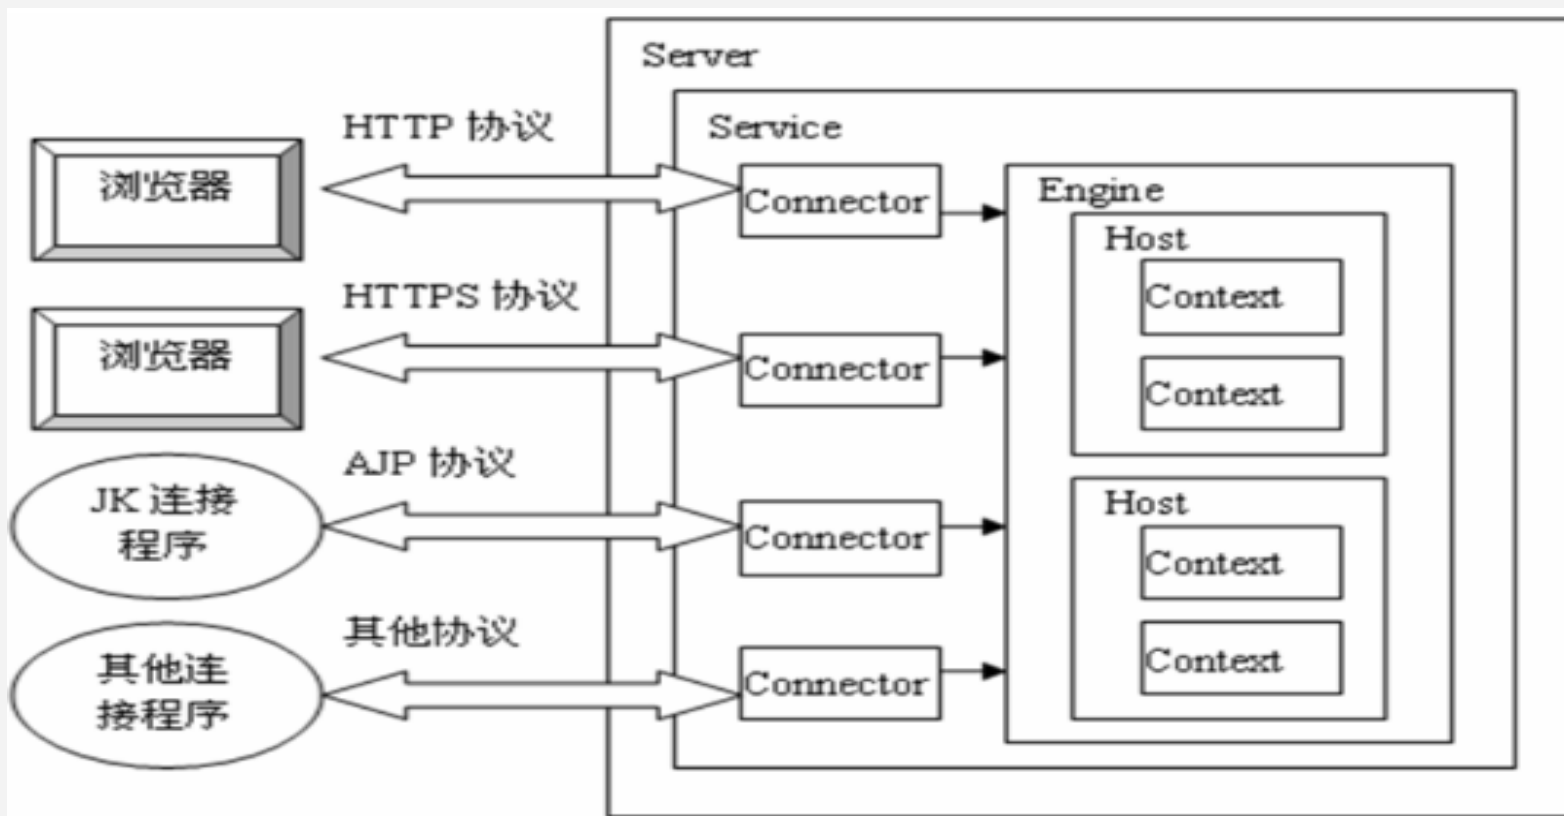 Server
HTTP 协议
Service
浏览器
Connector
Engine
Host
Context
HTTPS 协议
浏览器
Connector
Context
AJP 协议
JK 连接
程序
Connector
Host
Context
其他协议
其他连
接程序
Connector
Context